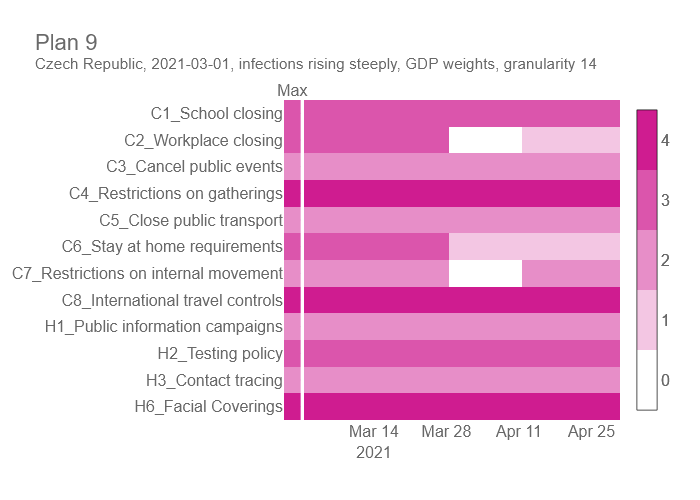 Plan 9
Czech Republic, 2021-03-01, infections rising steeply, GDP weights, granularity 14
Max
C1_School closing
C2_Workplace closing
C3_Cancel public events
C4_Restrictions on gatherings
C5_Close public transport
C6_Stay at home requirements
C7_Restrictions on internal movement
C8_International travel controls
H1_Public information campaigns
H2_Testing policy
H3_Contact tracing
H6_Facial Coverings
Mar 14 Mar 28 Apr 11 Apr 25
2021
4
3
2
1
0